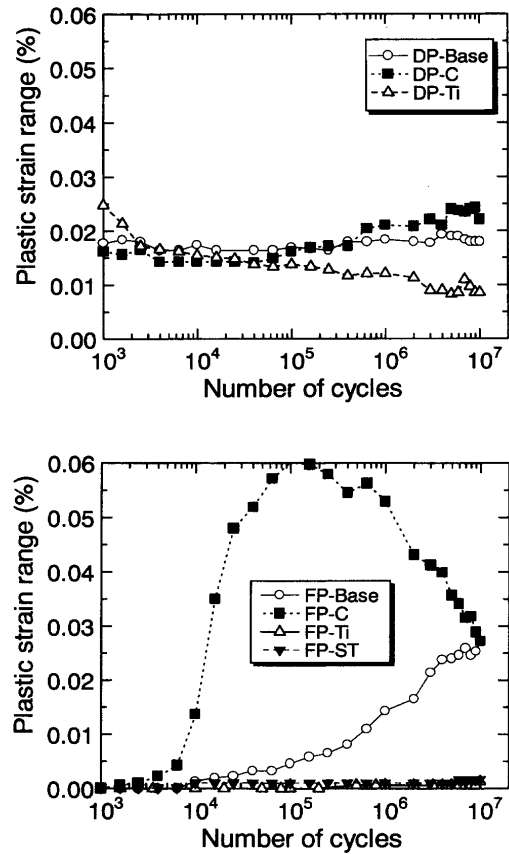 Plastic strain range (%)
0.06
0.05
0.04
0.03
0.02
0.01
0.00
DP-Base
DP-C
DP-Ti
10³ 10⁴ 10⁵ 10⁶ 10⁷
Number of cycles
Plastic strain range (%)
0.06
0.05
0.04
0.03
0.02
0.01
0.00
FP-Base
FP-C
FP-Ti
FP-ST
10³ 10⁴ 10⁵ 10⁶ 10⁷
Number of cycles